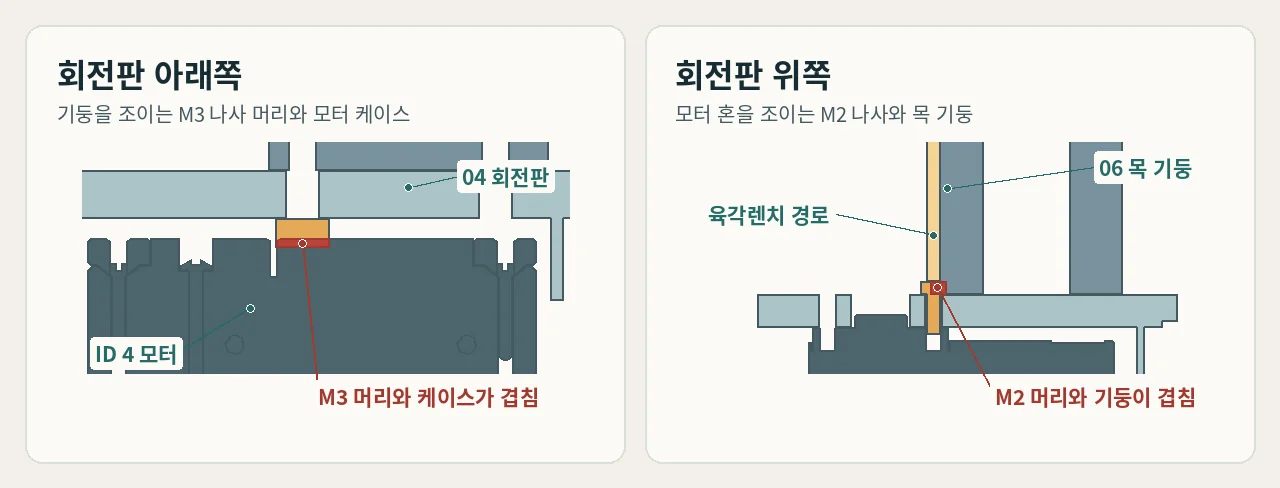 회전판 아래쪽
기둥을 조이는 M3 나사 머리와 모터 케이스
04 회전판
ID 4 모터
M3 머리와 케이스가 겹침
회전판 위쪽
모터 혼을 조이는 M2 나사와 목 기둥
06 목 기둥
육각렌치 경로
M2 머리와 기둥이 겹침